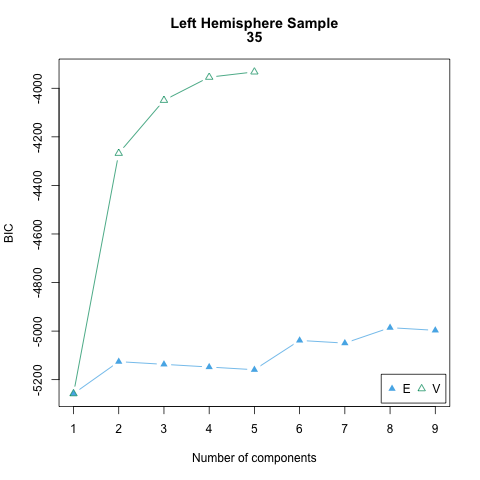 Left Hemisphere Sample
35
BIC
-4000
-4200
-4400
-4600
-4800
-5000
-5200
E V
1 2 3 4 5 6 7 8 9
Number of components